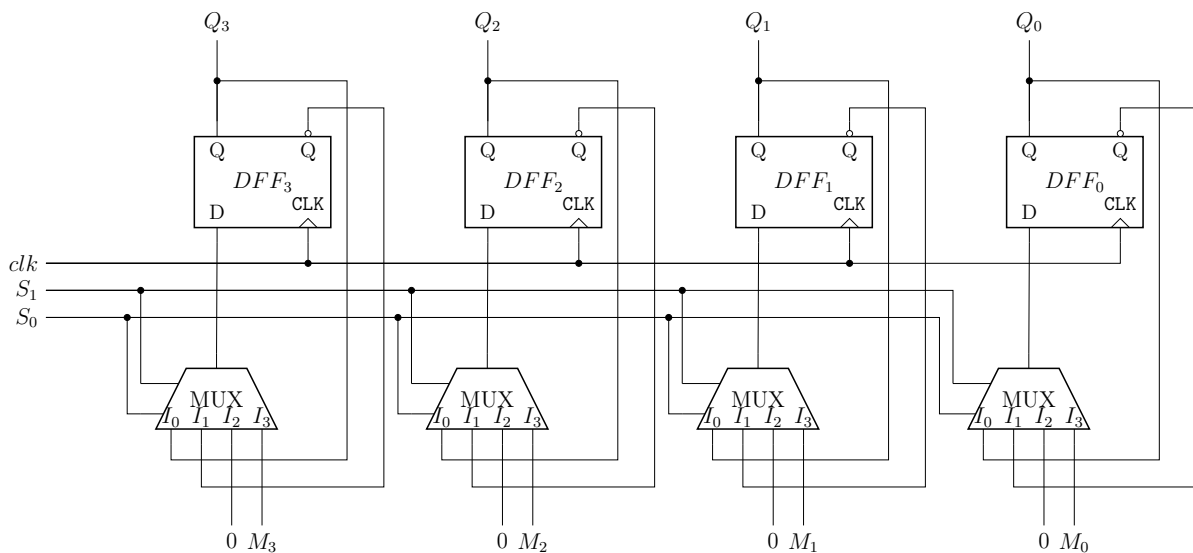 Q3 Q2 Q1 Q0
Q Q Q Q Q Q Q Q
DFF3 DFF2 DFF1 DFF0
D CLK D CLK D CLK D CLK
clk
S1
S0
MUX MUX MUX MUX
I0 I1 I2 I3 I0 I1 I2 I3 I0 I1 I2 I3 I0 I1 I2 I3
0 M3 0 M2 0 M1 0 M0